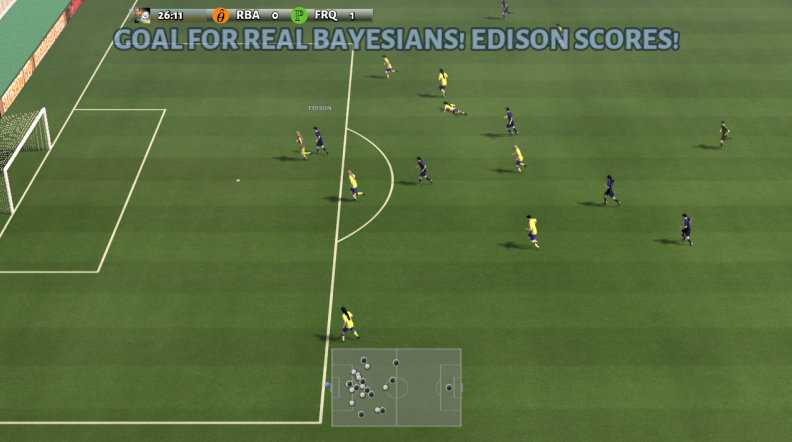 26:11 θ RBA 0 ℙ FRQ 1
GOAL FOR REAL BAYESIANS! EDISON SCORES!
EDISON